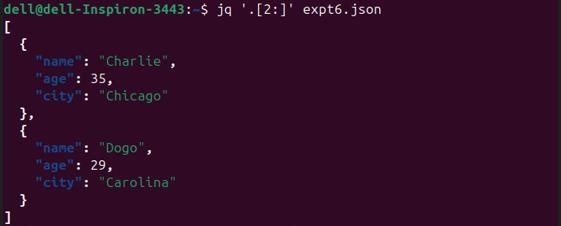 dell@dell-Inspiron-3443:~$ jq '.[2:]' expt6.json
[
  {
    "name": "Charlie",
    "age": 35,
    "city": "Chicago"
  },
  {
    "name": "Dogo",
    "age": 29,
    "city": "Carolina"
  }
]